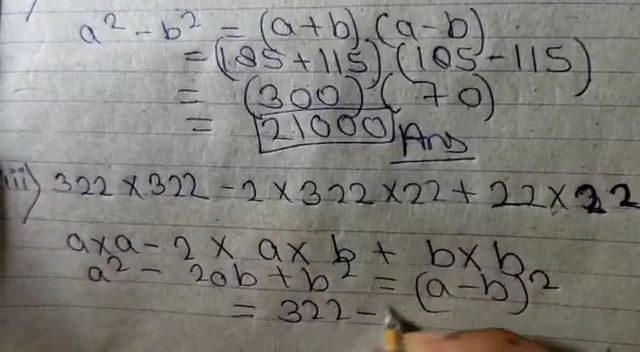 a² - b² = (a+b) (a-b)
= (185 + 115) (185 - 115)
= (300) (70)
= 21000 Ans
iii) 322 × 322 - 2 × 322 × 22 + 22 × 22
a×a - 2 × a × b + b × b
a² - 2ab + b² = (a-b)²
= 322 -